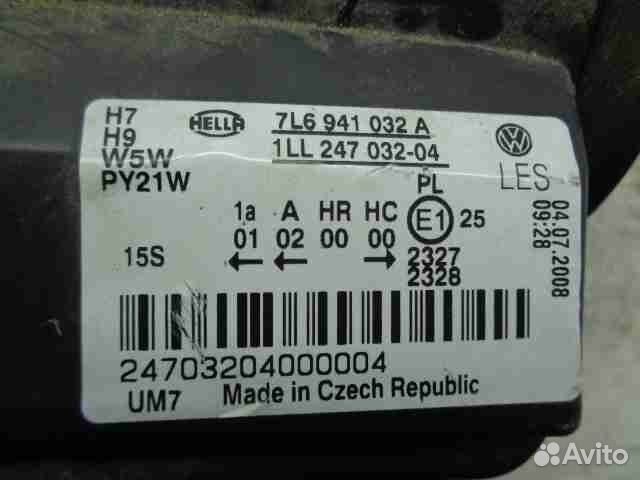 H7
H9
W5W
PY21W
HELLA
7L6 941 032 A
1LL 247 032-04
LES
PL
1a A HR HC
01 02 00 00
E1 25
15S
2327
2328
04.07.2008
09:28
24703204000004
UM7 Made in Czech Republic
Avito